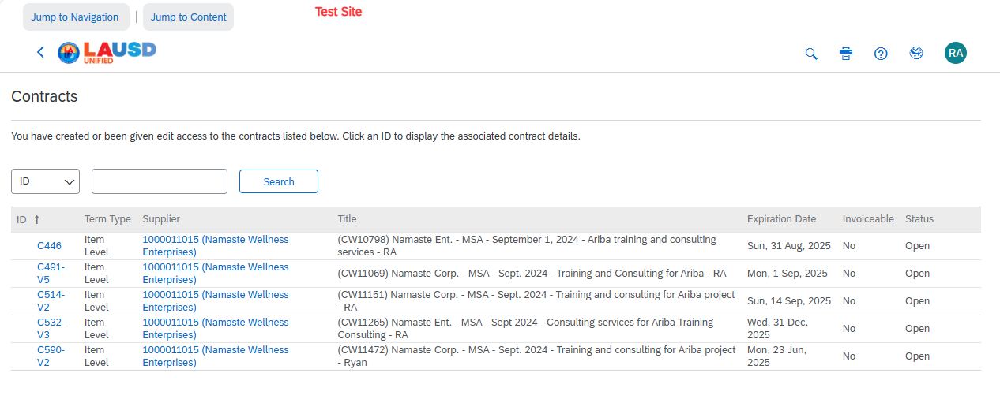 Jump to Navigation | Jump to Content
Test Site
LAUSD
UNIFIED
RA
Contracts
You have created or been given edit access to the contracts listed below. Click an ID to display the associated contract details.
ID
Search
ID ↑ Term Type Supplier Title Expiration Date Invoiceable Status
C446 Item Level 1000011015 (Namaste Wellness Enterprises) (CW10798) Namaste Ent. - MSA - September 1, 2024 - Ariba training and consulting services - RA Sun, 31 Aug, 2025 No Open
C491-V5 Item Level 1000011015 (Namaste Wellness Enterprises) (CW11069) Namaste Corp. - MSA - Sept. 2024 - Training and Consulting for Ariba - RA Mon, 1 Sep, 2025 No Open
C514-V2 Item Level 1000011015 (Namaste Wellness Enterprises) (CW11151) Namaste Corp. - MSA - Sept. 2024 - Training and consulting for Ariba project - RA Sun, 14 Sep, 2025 No Open
C532-V3 Item Level 1000011015 (Namaste Wellness Enterprises) (CW11265) Namaste Ent. - MSA - Sept 2024 - Consulting services for Ariba Training Consulting - RA Wed, 31 Dec, 2025 No Open
C590-V2 Item Level 1000011015 (Namaste Wellness Enterprises) (CW11472) Namaste Corp. - MSA - Sept. 2024 - Training and consulting for Ariba project - Ryan Mon, 23 Jun, 2025 No Open